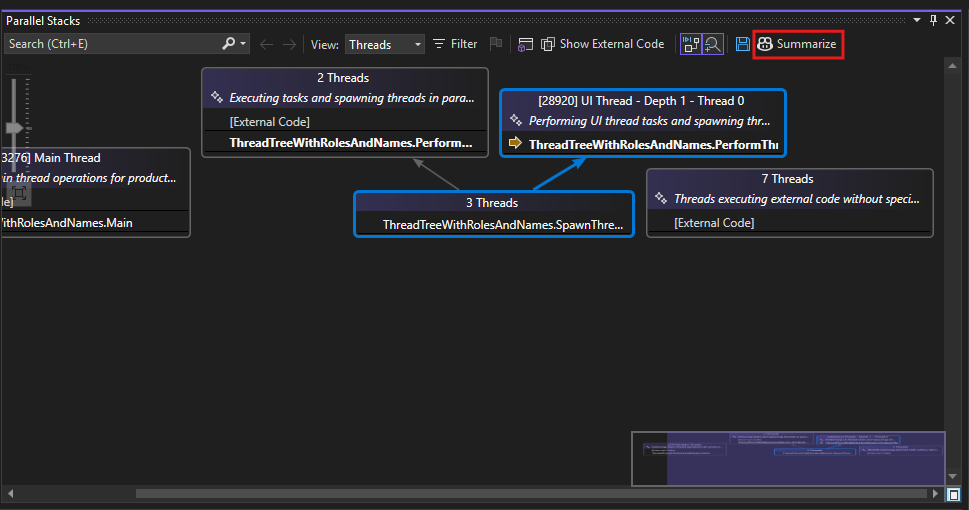 Parallel Stacks
Search (Ctrl+E)
View: Threads Filter Show External Code Summarize
2 Threads
Executing tasks and spawning threads in para...
[External Code]
ThreadTreeWithRolesAndNames.Perform...
[28920] UI Thread - Depth 1 - Thread 0
Performing UI thread tasks and spawning thr...
ThreadTreeWithRolesAndNames.PerformThr
3276] Main Thread
in thread operations for product...
de]
WithRolesAndNames.Main
3 Threads
ThreadTreeWithRolesAndNames.SpawnThre...
7 Threads
Threads executing external code without speci...
[External Code]